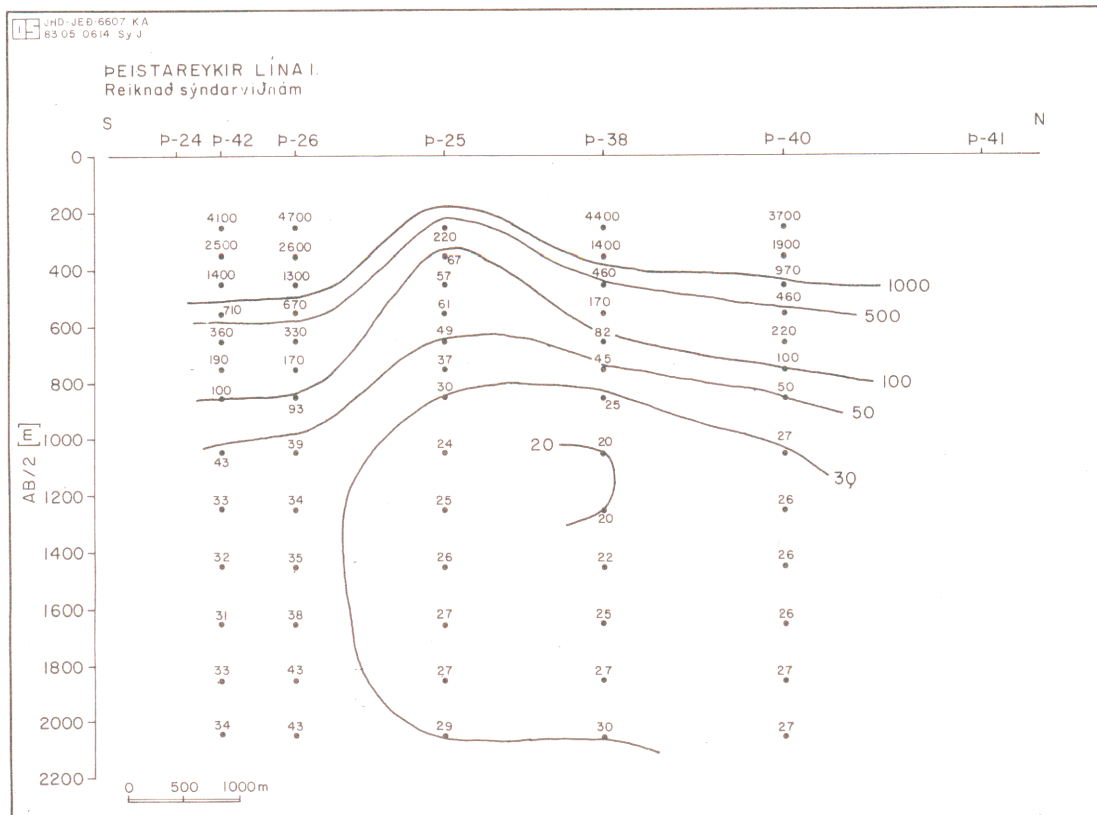 JHD-JEÐ-6607 KA
83.05 0614 SyJ
ÞEISTAREYKIR LÍNA I.
Reiknað sýndarviðnám
S N
Þ-24 Þ-42 Þ-26 Þ-25 Þ-38 Þ-40 Þ-41
0
200
4100 4700 4400 3700
2500 2600 220 1400 1900
400
1400 1300 67 57 460 970 1000
710 670 61 170 460 500
600
360 330 49 82 220
190 170 37 45 100 100
800
100 93 30 25 50 50
1000
43 39 24 20 20 27 30
AB/2 [m]
1200
33 34 25 20 26
1400
32 35 26 22 26
1600
31 38 27 25 26
1800
33 43 27 27 27
2000
34 43 29 30 27
2200
0 500 1000m